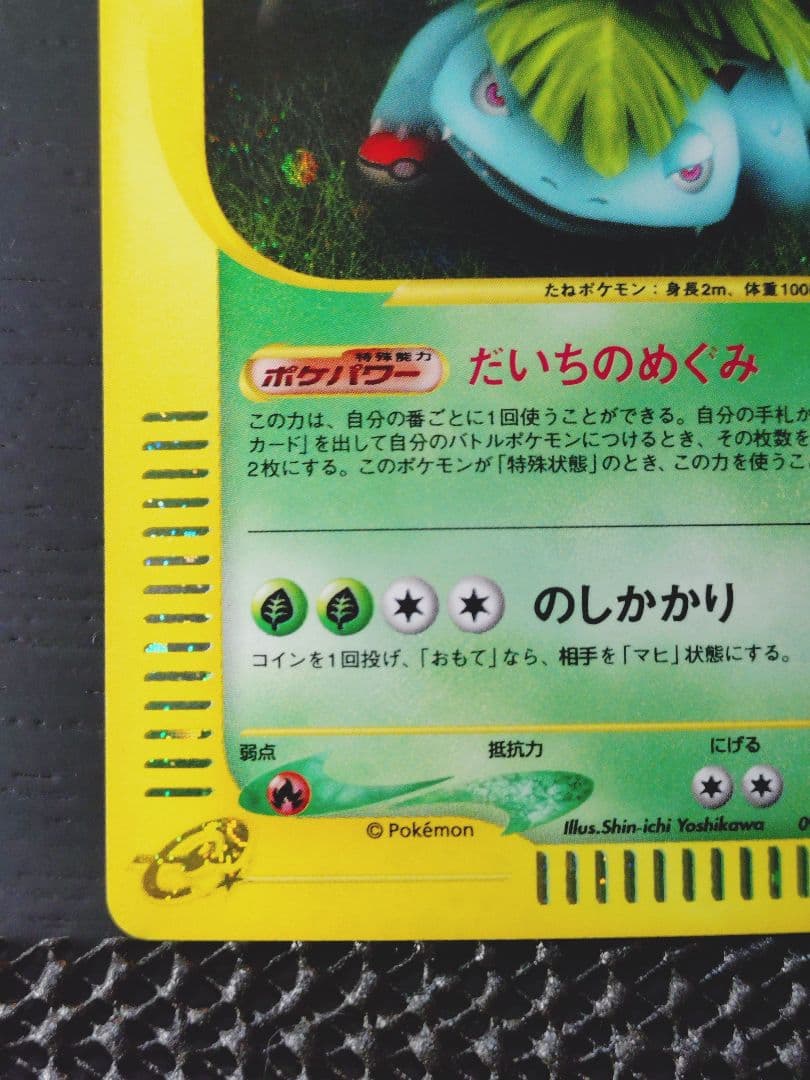 たねポケモン：身長2m、体重100
特殊能力
ポケパワー だいちのめぐみ
この力は、自分の番ごとに1回使うことができる。自分の手札
カード」を出して自分のバトルポケモンにつけるとき、その枚数を
2枚にする。このポケモンが「特殊状態」のとき、この力を使うこ
のしかかり
コインを1回投げ、「おもて」なら、相手を「マヒ」状態にする。
弱点 抵抗力 にげる
© Pokémon Illus.Shin-ichi Yoshikawa